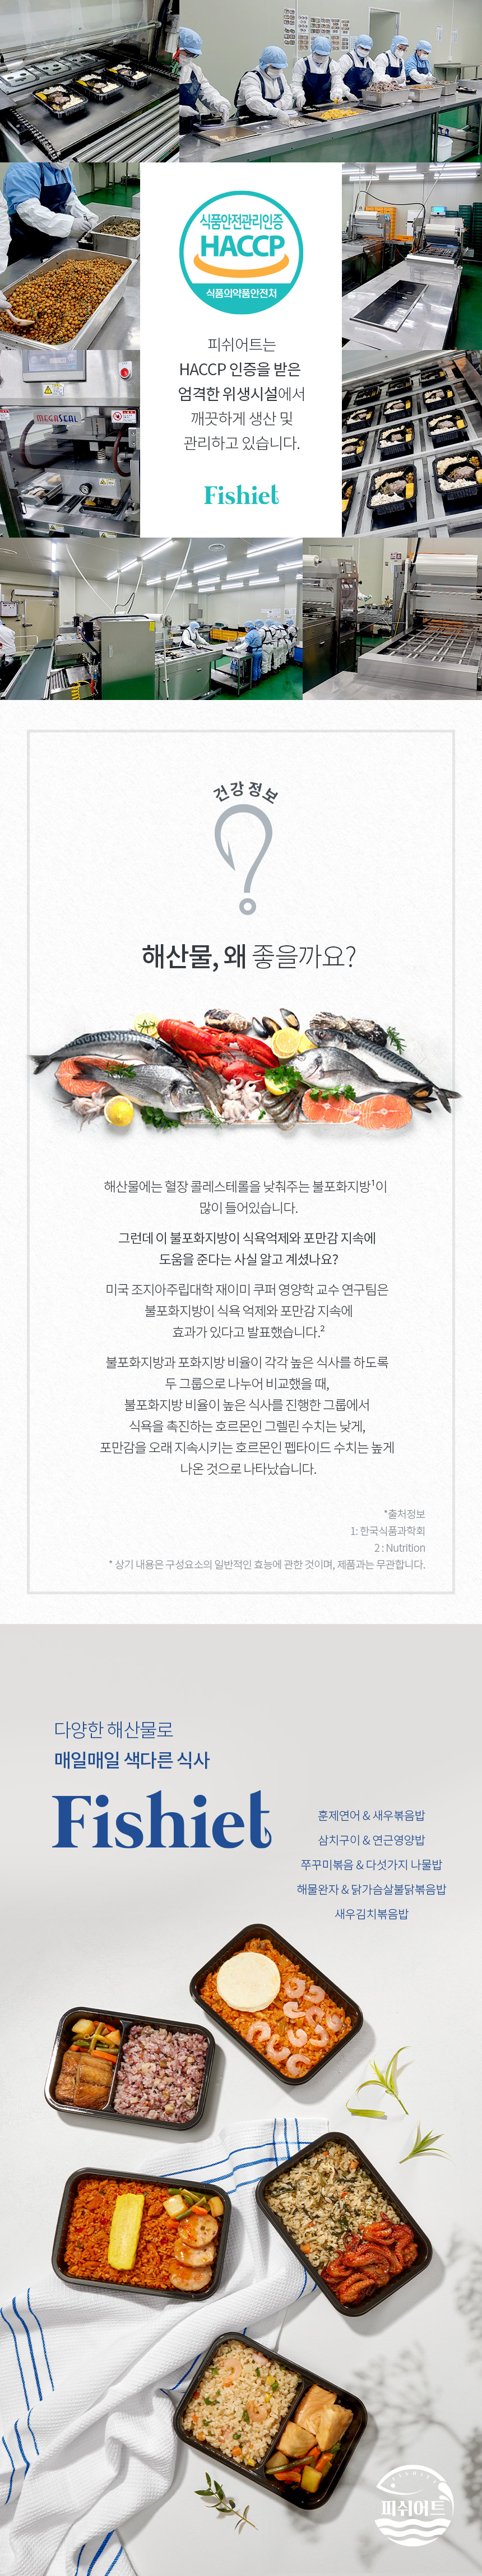 식품안전관리인증
HACCP
식품의약품안전처
피쉬어트는
HACCP 인증을 받은
엄격한 위생시설에서
깨끗하게 생산 및
관리하고 있습니다.
Fishiet
MEGASEAL
건강정보
해산물, 왜 좋을까요?
해산물에는 혈장 콜레스테롤을 낮춰주는 불포화지방¹이
많이 들어있습니다.
그런데 이 불포화지방이 식욕억제와 포만감 지속에
도움을 준다는 사실 알고 계셨나요?
미국 조지아주립대학 재이미 쿠퍼 영양학 교수 연구팀은
불포화지방이 식욕 억제와 포만감 지속에
효과가 있다고 발표했습니다.²
불포화지방과 포화지방 비율이 각각 높은 식사를 하도록
두 그룹으로 나누어 비교했을 때,
불포화지방 비율이 높은 식사를 진행한 그룹에서
식욕을 촉진하는 호르몬인 그렐린 수치는 낮게,
포만감을 오래 지속시키는 호르몬인 펩타이드 수치는 높게
나온 것으로 나타났습니다.
*출처정보
1: 한국식품과학회
2 : Nutrition
* 상기 내용은 구성요소의 일반적인 효능에 관한 것이며, 제품과는 무관합니다.
다양한 해산물로
매일매일 색다른 식사
Fishiet
훈제연어 & 새우볶음밥
삼치구이 & 연근영양밥
쭈꾸미볶음 & 다섯가지 나물밥
해물완자 & 닭가슴살불닭볶음밥
새우김치볶음밥
FISHIET
피쉬어트